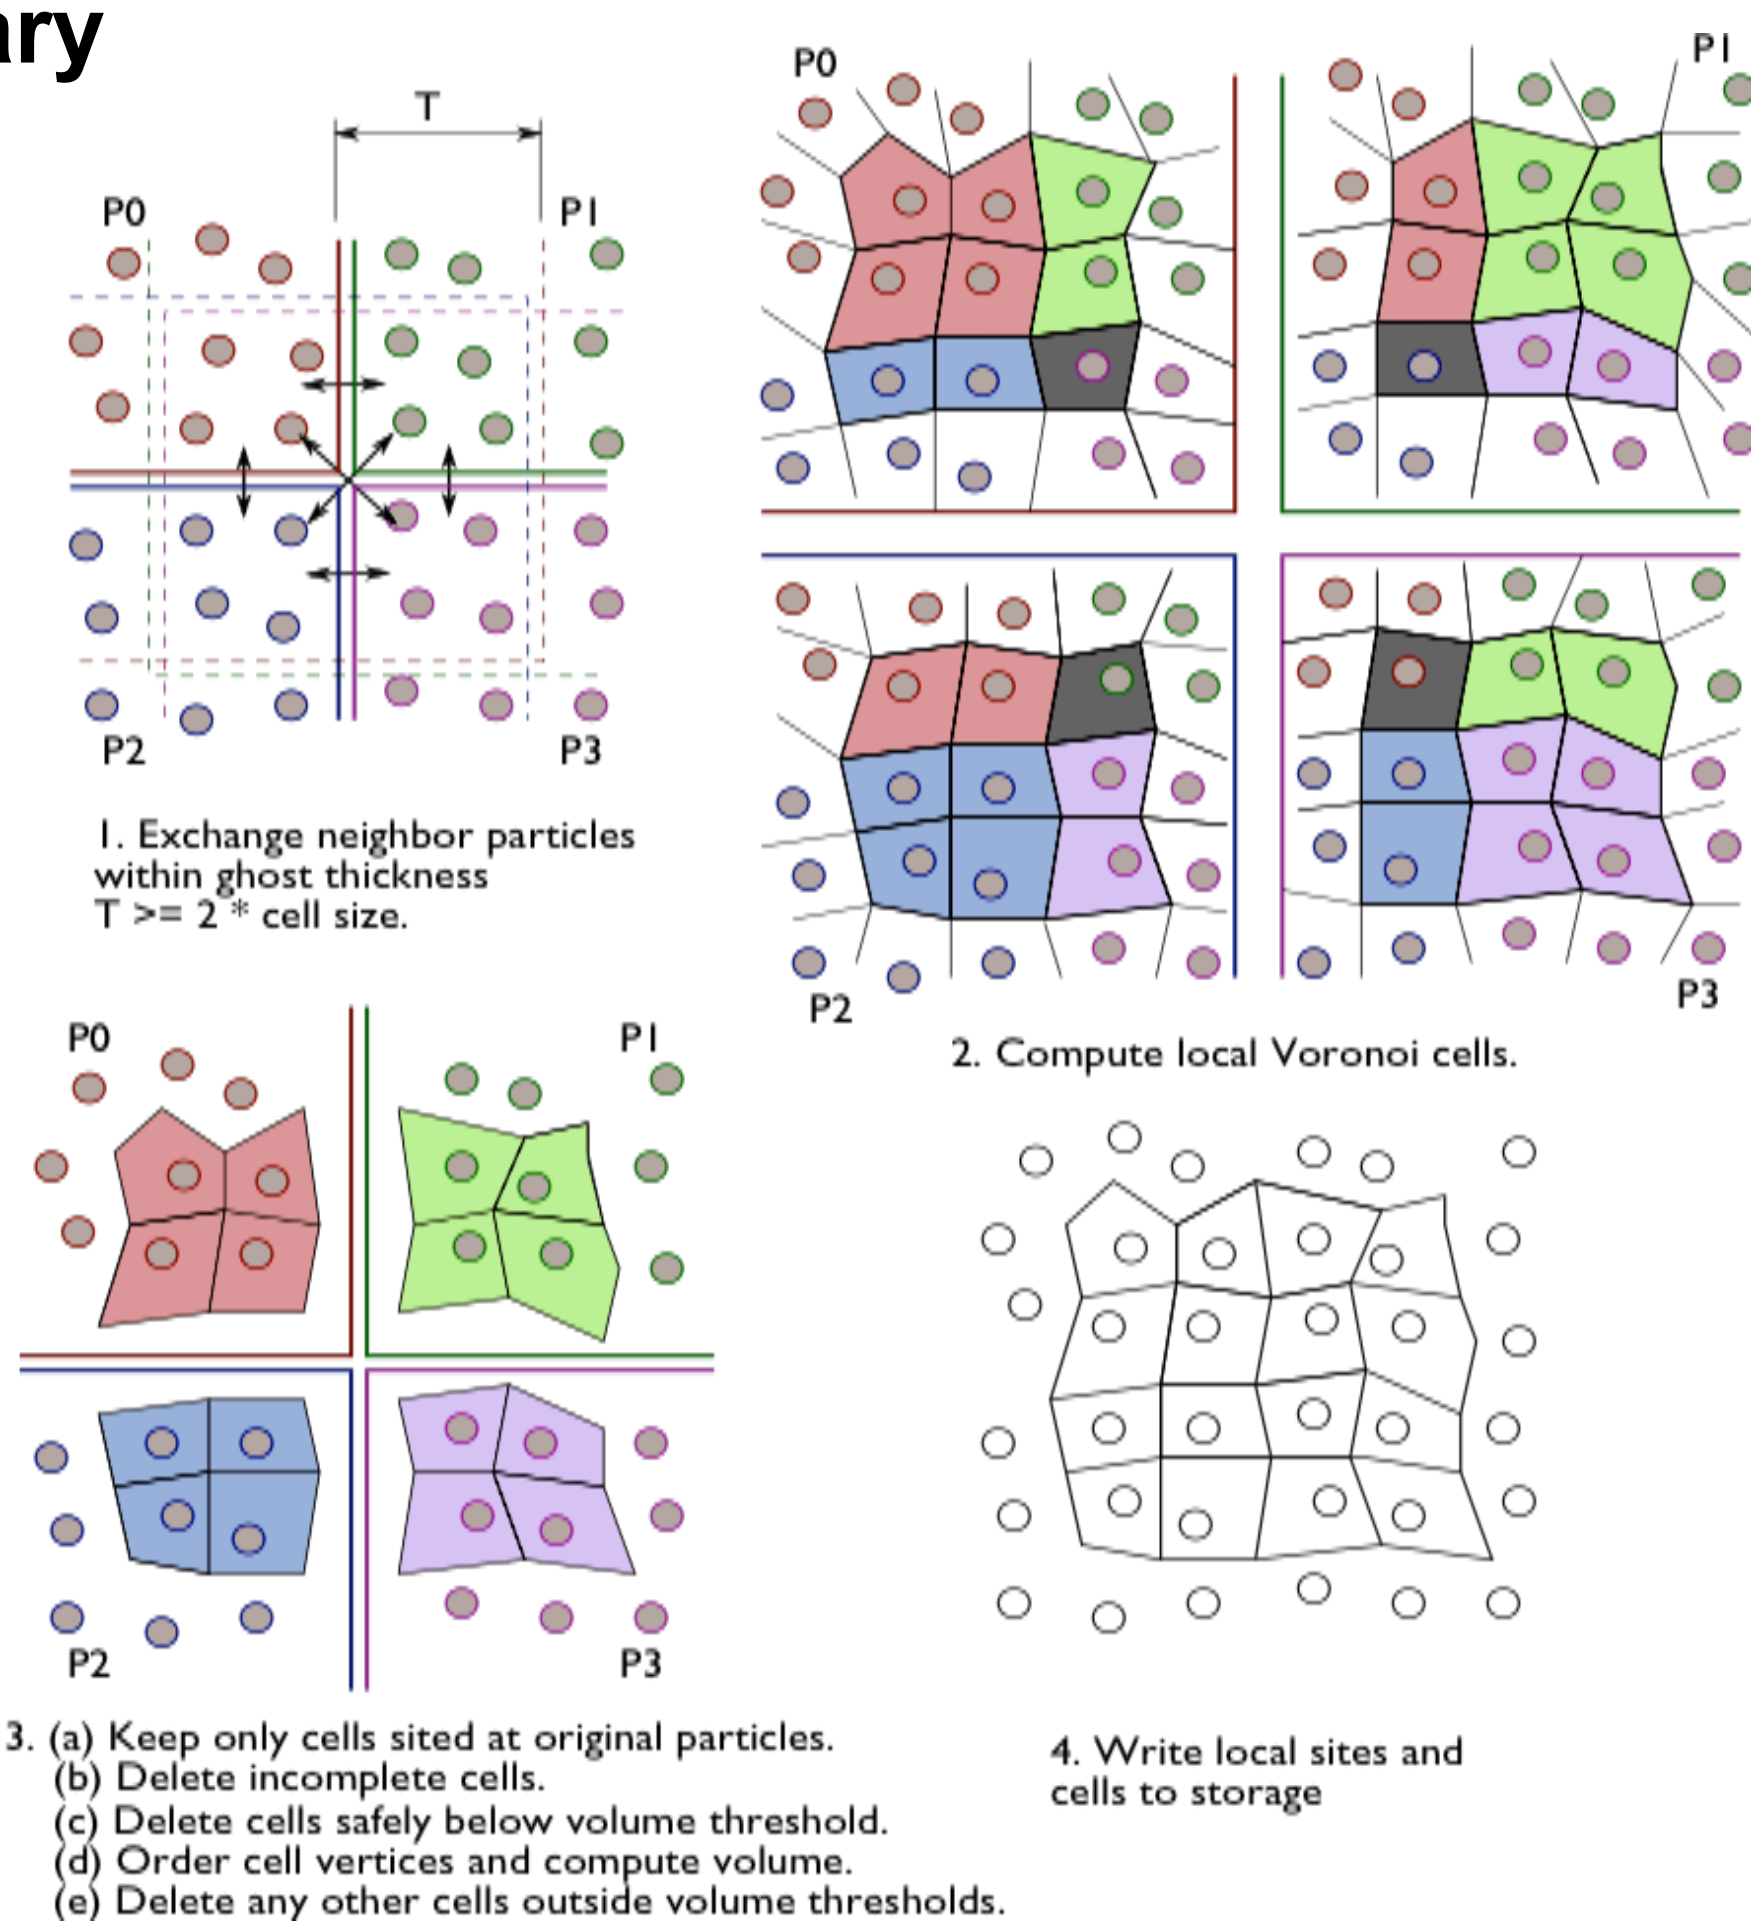 ary
T
P0
P1
P2
P3
1. Exchange neighbor particles
within ghost thickness
T >= 2 * cell size.
P0
P1
P2
P3
2. Compute local Voronoi cells.
P0
P1
P2
P3
3. (a) Keep only cells sited at original particles.
(b) Delete incomplete cells.
(c) Delete cells safely below volume threshold.
(d) Order cell vertices and compute volume.
(e) Delete any other cells outside volume thresholds.
4. Write local sites and
cells to storage